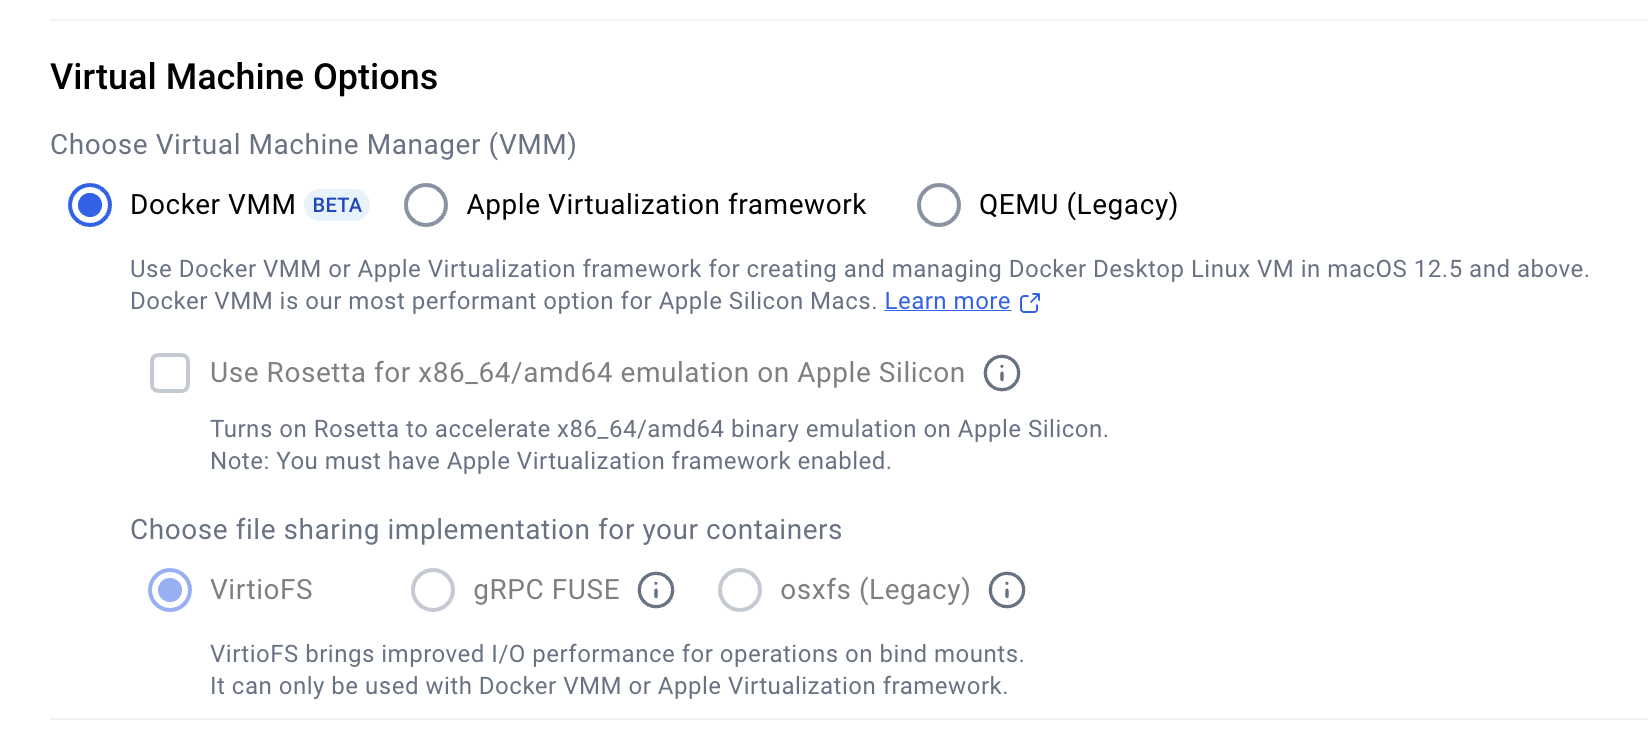 Virtual Machine Options
Choose Virtual Machine Manager (VMM)
Docker VMM BETA Apple Virtualization framework QEMU (Legacy)
Use Docker VMM or Apple Virtualization framework for creating and managing Docker Desktop Linux VM in macOS 12.5 and above.
Docker VMM is our most performant option for Apple Silicon Macs. Learn more
Use Rosetta for x86_64/amd64 emulation on Apple Silicon
Turns on Rosetta to accelerate x86_64/amd64 binary emulation on Apple Silicon.
Note: You must have Apple Virtualization framework enabled.
Choose file sharing implementation for your containers
VirtioFS gRPC FUSE osxfs (Legacy)
VirtioFS brings improved I/O performance for operations on bind mounts.
It can only be used with Docker VMM or Apple Virtualization framework.